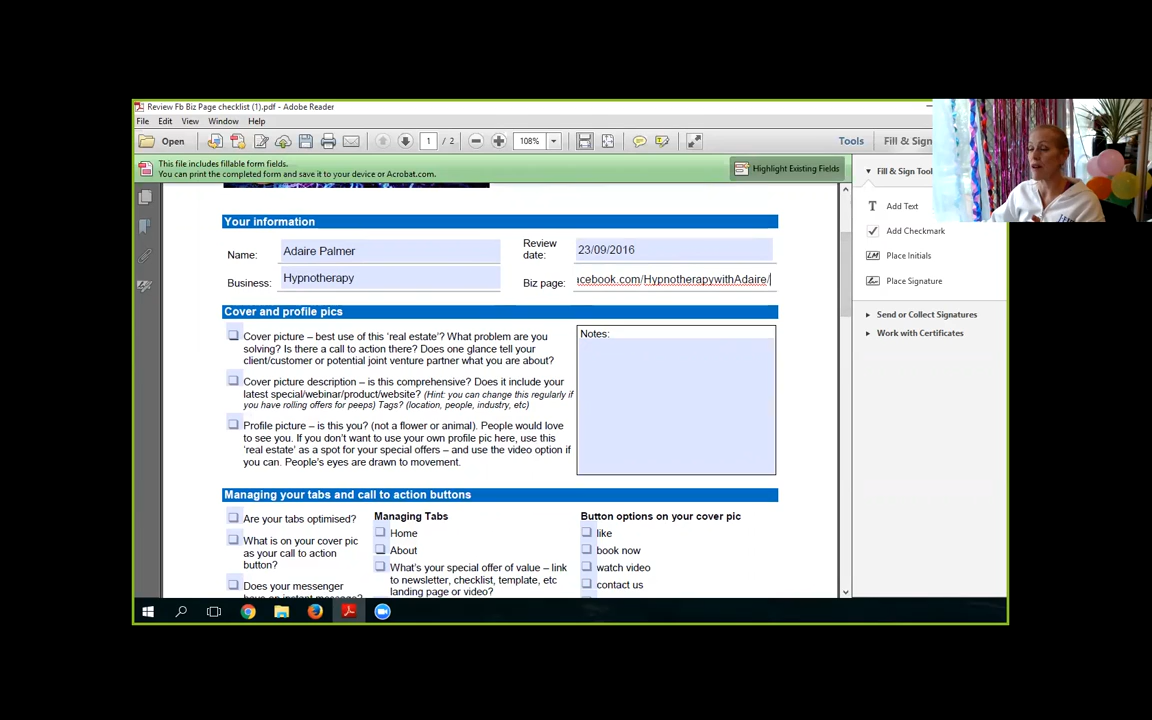 Review Fb Biz Page checklist (1).pdf - Adobe Reader
File Edit View Window Help
Open 1 / 2 108% Tools Fill & Sign
This file includes fillable form fields.
You can print the completed form and save it to your device or Acrobat.com.
Highlight Existing Fields
Fill & Sign Tool
Add Text
Add Checkmark
Place Initials
Place Signature
Send or Collect Signatures
Work with Certificates
Your information
Name: Adaire Palmer Review date: 23/09/2016
Business: Hypnotherapy Biz page: acebook.com/HypnotherapywithAdaire/
Cover and profile pics
Cover picture – best use of this ‘real estate’? What problem are you
solving? Is there a call to action there? Does one glance tell your
client/customer or potential joint venture partner what you are about?
Cover picture description – is this comprehensive? Does it include your
latest special/webinar/product/website? (Hint: you can change this regularly if
you have rolling offers for peeps) Tags? (location, people, industry, etc)
Profile picture – is this you? (not a flower or animal). People would love
to see you. If you don’t want to use your own profile pic here, use this
‘real estate’ as a spot for your special offers – and use the video option if
you can. People’s eyes are drawn to movement.
Notes:
Managing your tabs and call to action buttons
Are your tabs optimised?
What is on your cover pic
as your call to action
button?
Does your messenger
have an instant message?
Managing Tabs
Home
About
What’s your special offer of value – link
to newsletter, checklist, template, etc
landing page or video?
Button options on your cover pic
like
book now
watch video
contact us